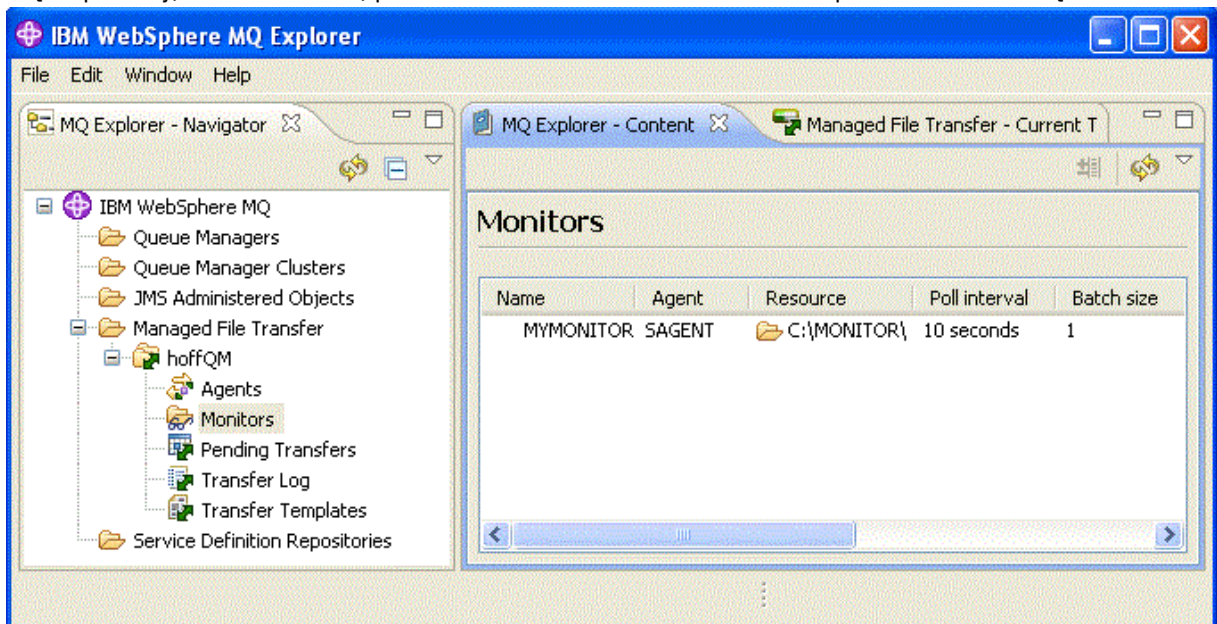 IBM WebSphere MQ Explorer
File Edit Window Help
MQ Explorer - Navigator
MQ Explorer - Content
Managed File Transfer - Current T
IBM WebSphere MQ
Queue Managers
Queue Manager Clusters
JMS Administered Objects
Managed File Transfer
hoffQM
Agents
Monitors
Pending Transfers
Transfer Log
Transfer Templates
Service Definition Repositories
Monitors
Name Agent Resource Poll interval Batch size
MYMONITOR SAGENT C:\MONITOR\ 10 seconds 1